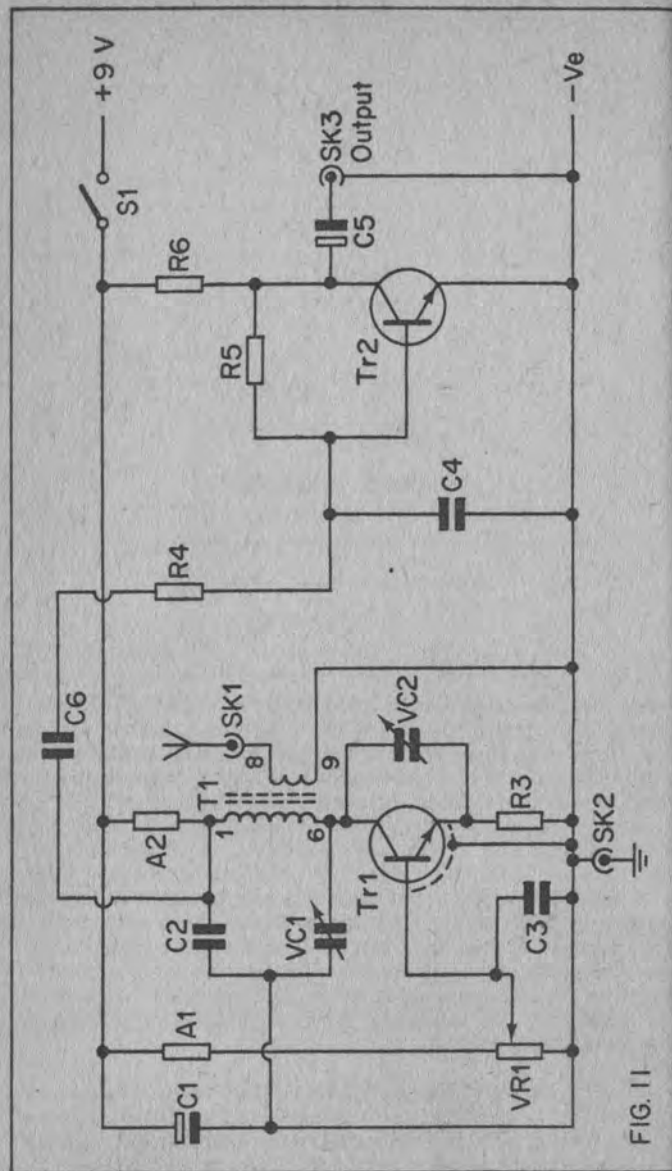 +9 V
S1
R6
R5
SK3
Output
C5
Tr2
C6
R4
C4
A2
T1
SK1
1
8
6
9
VC2
C2
VC1
Tr1
R3
SK2
C1
A1
VR1
C3
-Ve
FIG. 11